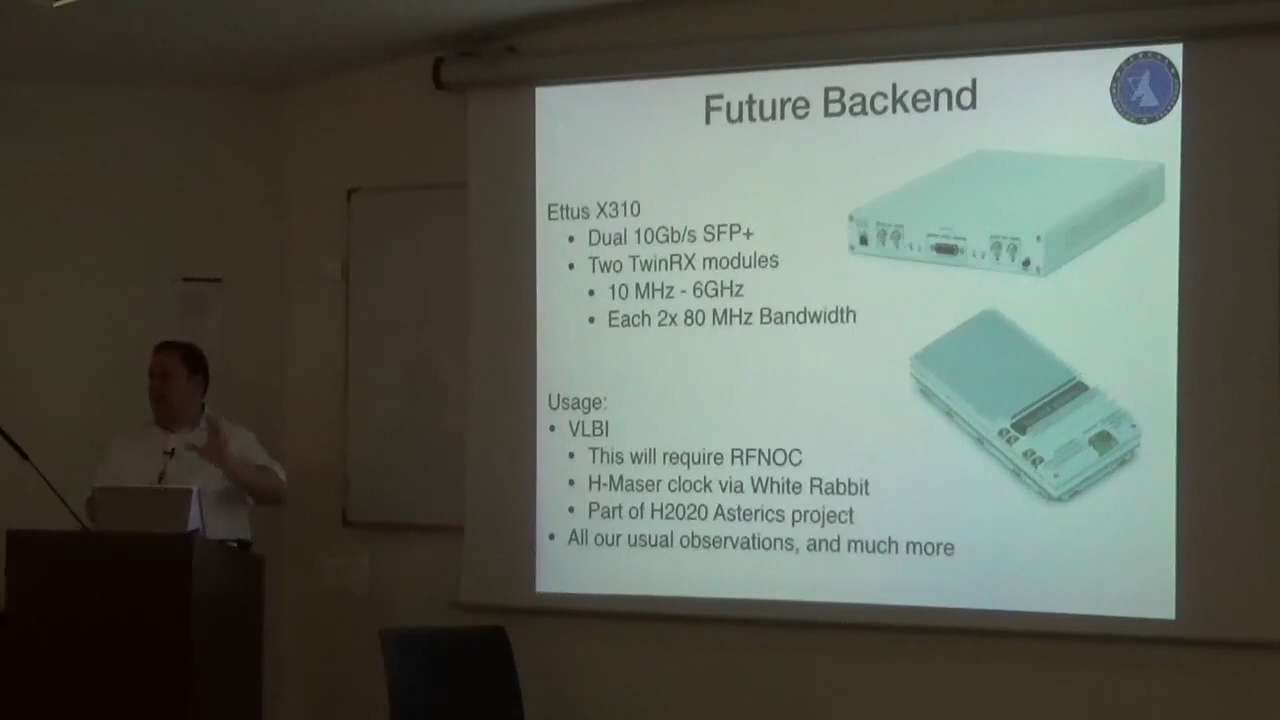 Future Backend
Ettus X310
• Dual 10Gb/s SFP+
• Two TwinRX modules
• 10 MHz - 6GHz
• Each 2x 80 MHz Bandwidth
Usage:
• VLBI
• This will require RFNOC
• H-Maser clock via White Rabbit
• Part of H2020 Asterics project
• All our usual observations, and much more